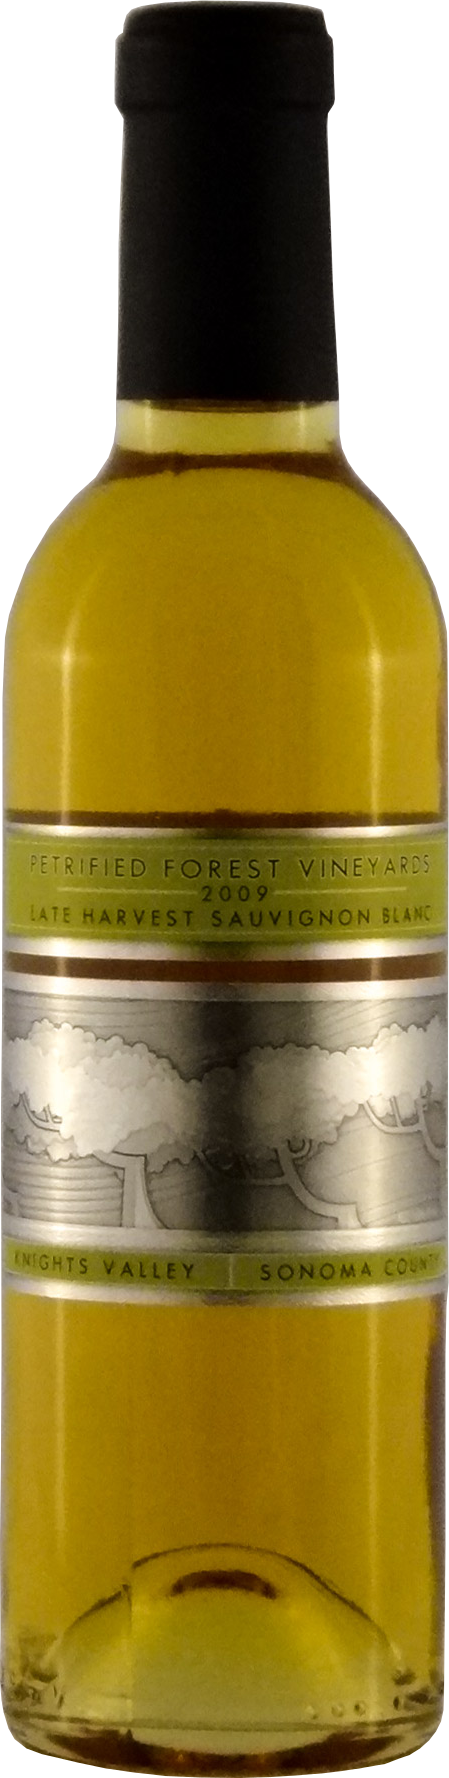 PETRIFIED FOREST VINEYARDS
2009
LATE HARVEST SAUVIGNON BLANC
KNIGHTS VALLEY | SONOMA COUNTY